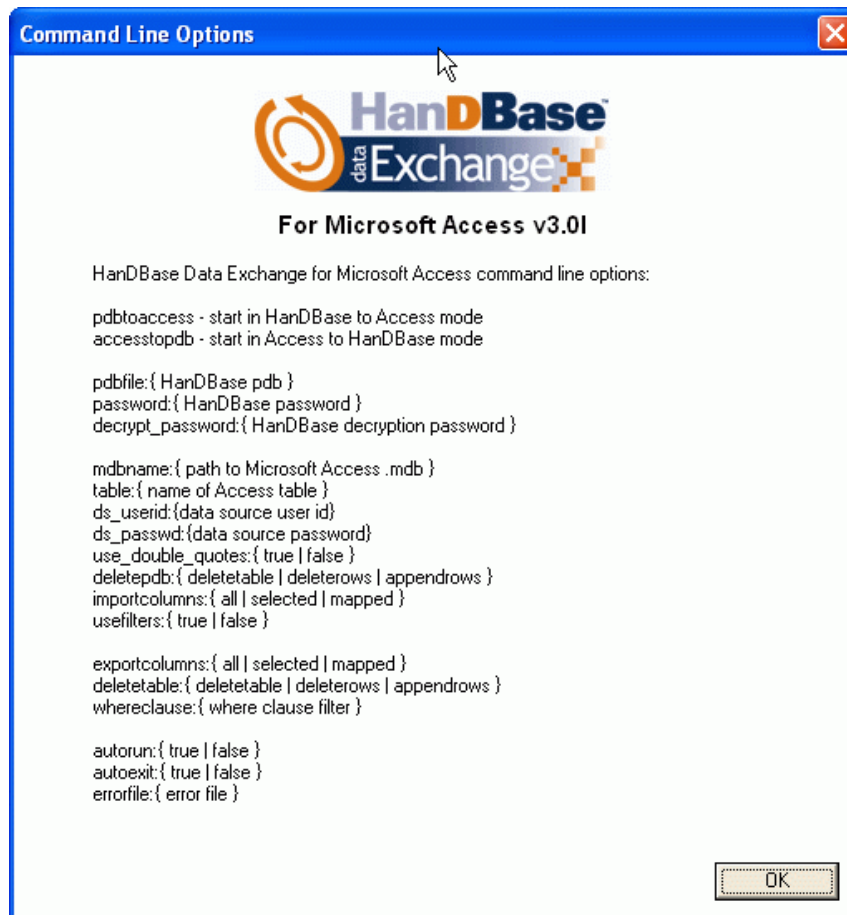 Command Line Options
HanDBase™
data Exchange
For Microsoft Access v3.0l
HanDBase Data Exchange for Microsoft Access command line options:
pdbtoaccess - start in HanDBase to Access mode
accesstopdb - start in Access to HanDBase mode
pdbfile:{ HanDBase pdb }
password:{ HanDBase password }
decrypt_password:{ HanDBase decryption password }
mdbname:{ path to Microsoft Access .mdb }
table:{ name of Access table }
ds_userid:{data source user id}
ds_passwd:{data source password}
use_double_quotes:{ true | false }
deletepdb:{ deletetable | deleterows | appendrows }
importcolumns:{ all | selected | mapped }
usefilters:{ true | false }
exportcolumns:{ all | selected | mapped }
deletetable:{ deletetable | deleterows | appendrows }
whereclause:{ where clause filter }
autorun:{ true | false }
autoexit:{ true | false }
errorfile:{ error file }
OK